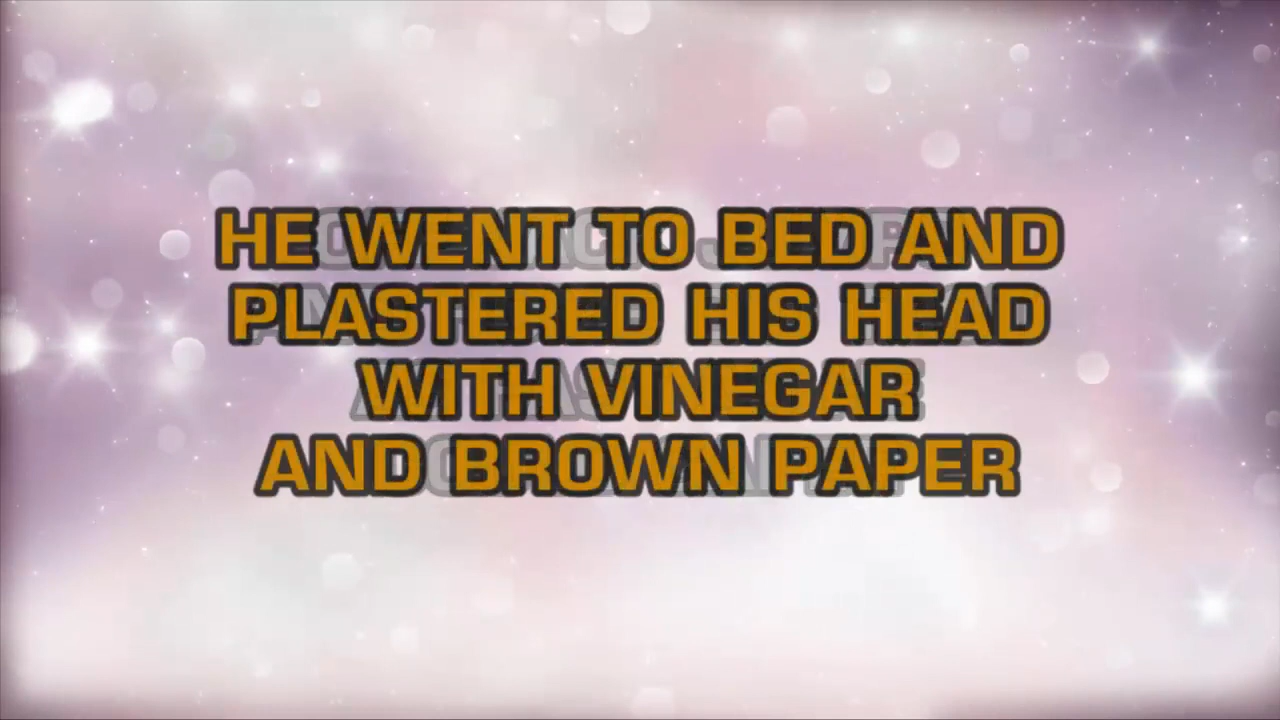 HE WENT TO BED AND
PLASTERED HIS HEAD
WITH VINEGAR
AND BROWN PAPER